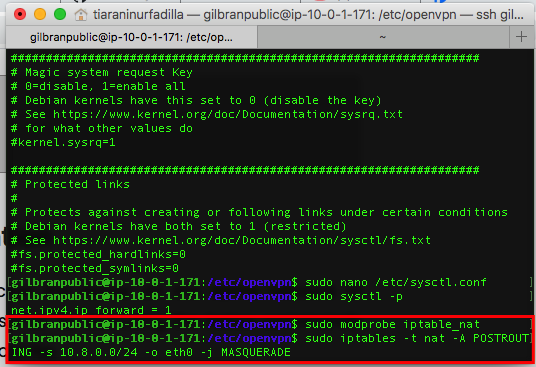 tiaraninurfadilla — gilbranpublic@ip-10-0-1-171: /etc/openvpn — ssh gil...
gilbranpublic@ip-10-0-1-171: /etc/op... ~ +
################################################################################
# Magic system request Key
# 0=disable, 1=enable all
# Debian kernels have this set to 0 (disable the key)
# See https://www.kernel.org/doc/Documentation/sysrq.txt
# for what other values do
#kernel.sysrq=1
################################################################################
# Protected links
#
# Protects against creating or following links under certain conditions
# Debian kernels have both set to 1 (restricted)
# See https://www.kernel.org/doc/Documentation/sysctl/fs.txt
#fs.protected_hardlinks=0
#fs.protected_symlinks=0
[gilbranpublic@ip-10-0-1-171:/etc/openvpn$ sudo nano /etc/sysctl.conf ]
[gilbranpublic@ip-10-0-1-171:/etc/openvpn$ sudo sysctl -p ]
net.ipv4.ip_forward = 1
[gilbranpublic@ip-10-0-1-171:/etc/openvpn$ sudo modprobe iptable_nat ]
[gilbranpublic@ip-10-0-1-171:/etc/openvpn$ sudo iptables -t nat -A POSTROUT]
ING -s 10.8.0.0/24 -o eth0 -j MASQUERADE